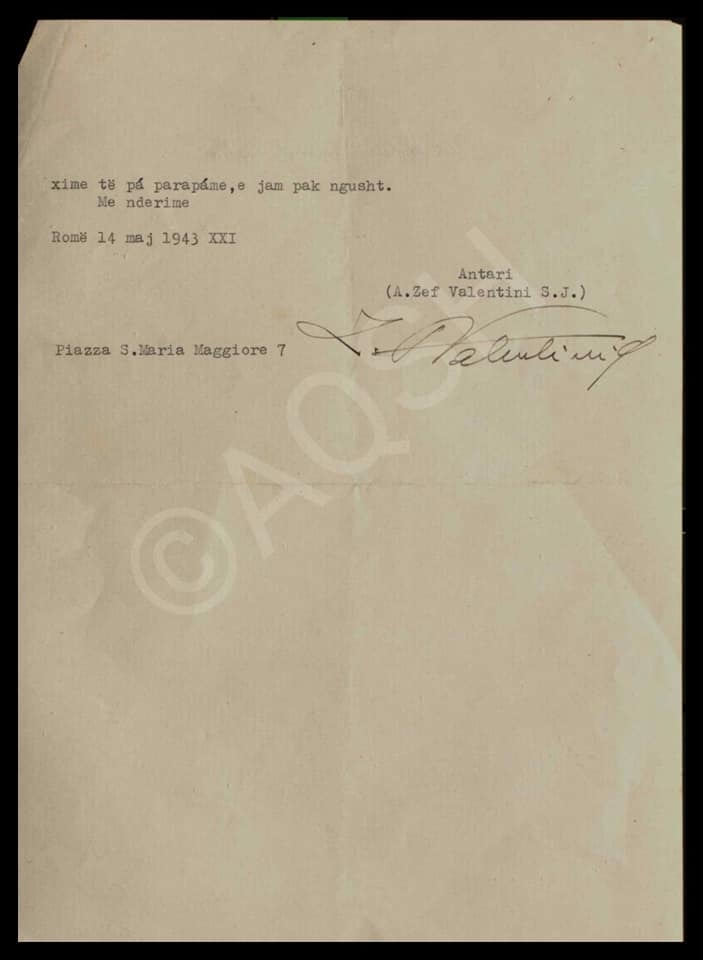 xime të pá parapáme,e jam pak ngusht.
Me nderime
Romë 14 maj 1943 XXI
Antari
(A.Zef Valentini S.J.)
Z. Valentini
Piazza S.Maria Maggiore 7
©AQSH